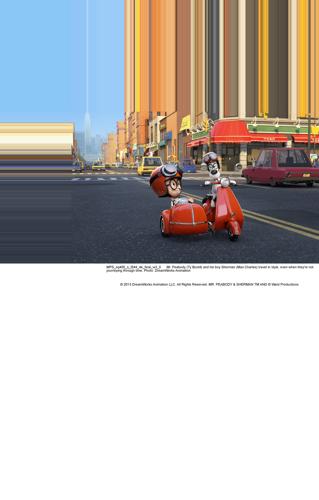 MPS_sq400_s_f344_4k_final_v2_0    Mr. Peabody (Ty Burrell) and his boy Sherman (Max Charles) travel in style, even when they're not
journeying through time. Photo: DreamWorks Animation
© 2013 DreamWorks Animation LLC. All Rights Reserved. MR. PEABODY & SHERMAN TM AND © Ward Productions